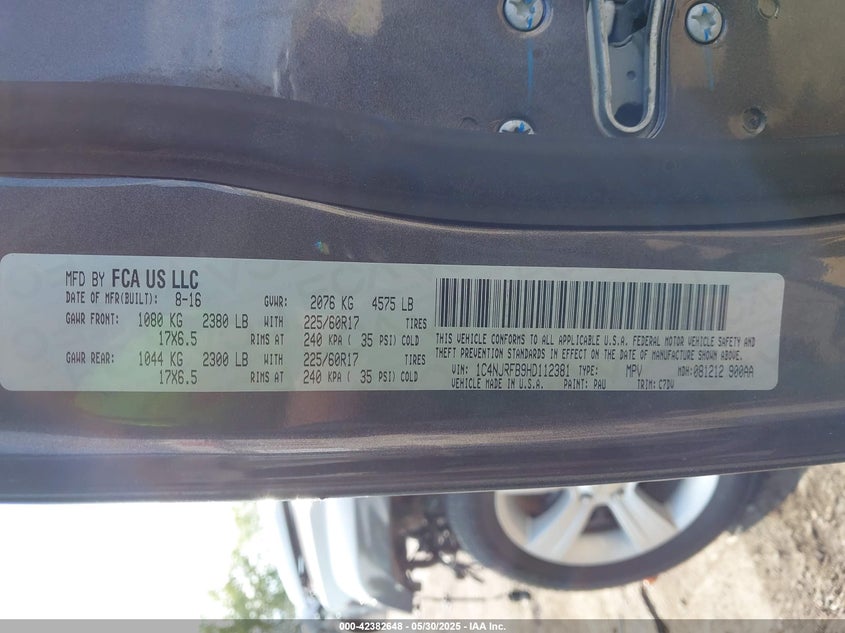 MFD BY FCA US LLC
DATE OF MFR(BUILT): 8-16 GVWR: 2076 KG 4575 LB
GAWR FRONT: 1080 KG 2380 LB WITH 225/60R17 TIRES
17X6.5 RIMS AT 240 KPA ( 35 PSI) COLD
GAWR REAR: 1044 KG 2300 LB WITH 225/60R17 TIRES
17X6.5 RIMS AT 240 KPA ( 35 PSI) COLD
THIS VEHICLE CONFORMS TO ALL APPLICABLE U.S.A. FEDERAL MOTOR VEHICLE SAFETY AND
THEFT PREVENTION STANDARDS IN EFFECT ON THE DATE OF MANUFACTURE SHOWN ABOVE.
VIN: 1C4NJRFB9HD112381 TYPE: MPV MDH: 081212 900AA
VEHICLE MADE IN U.S.A. PAINT: PAU TRIM: C7DV
000-42382648 - 05/30/2025 - IAA Inc.